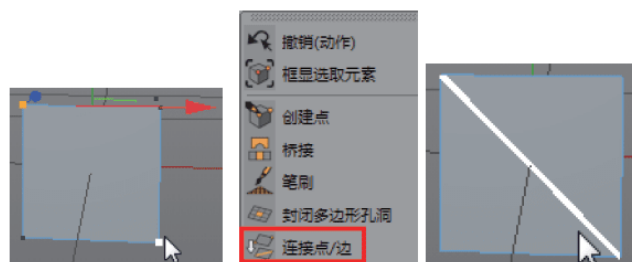 撤销(动作)
框显选取元素
创建点
桥接
笔刷
封闭多边形孔洞
连接点/边